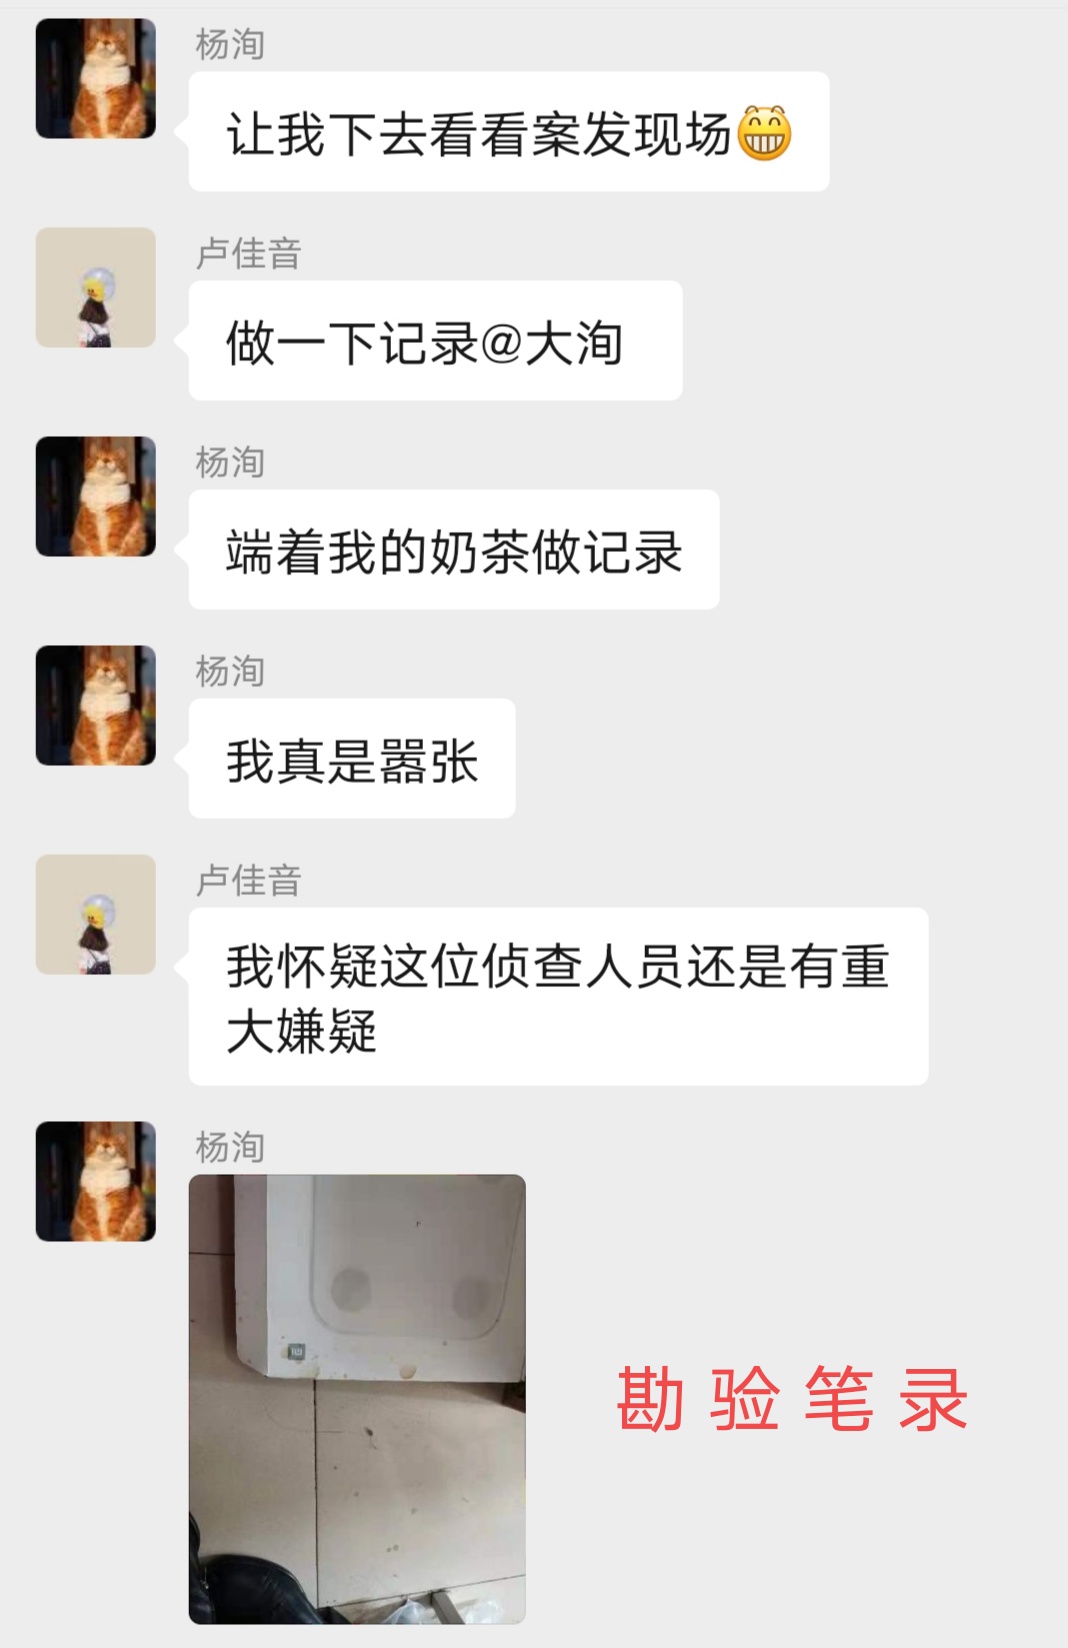 杨洵
让我下去看看案发现场😁
卢佳音
做一下记录@大洵
杨洵
端着我的奶茶做记录
杨洵
我真是嚣张
卢佳音
我怀疑这位侦查人员还是有重
大嫌疑
杨洵
勘验笔录